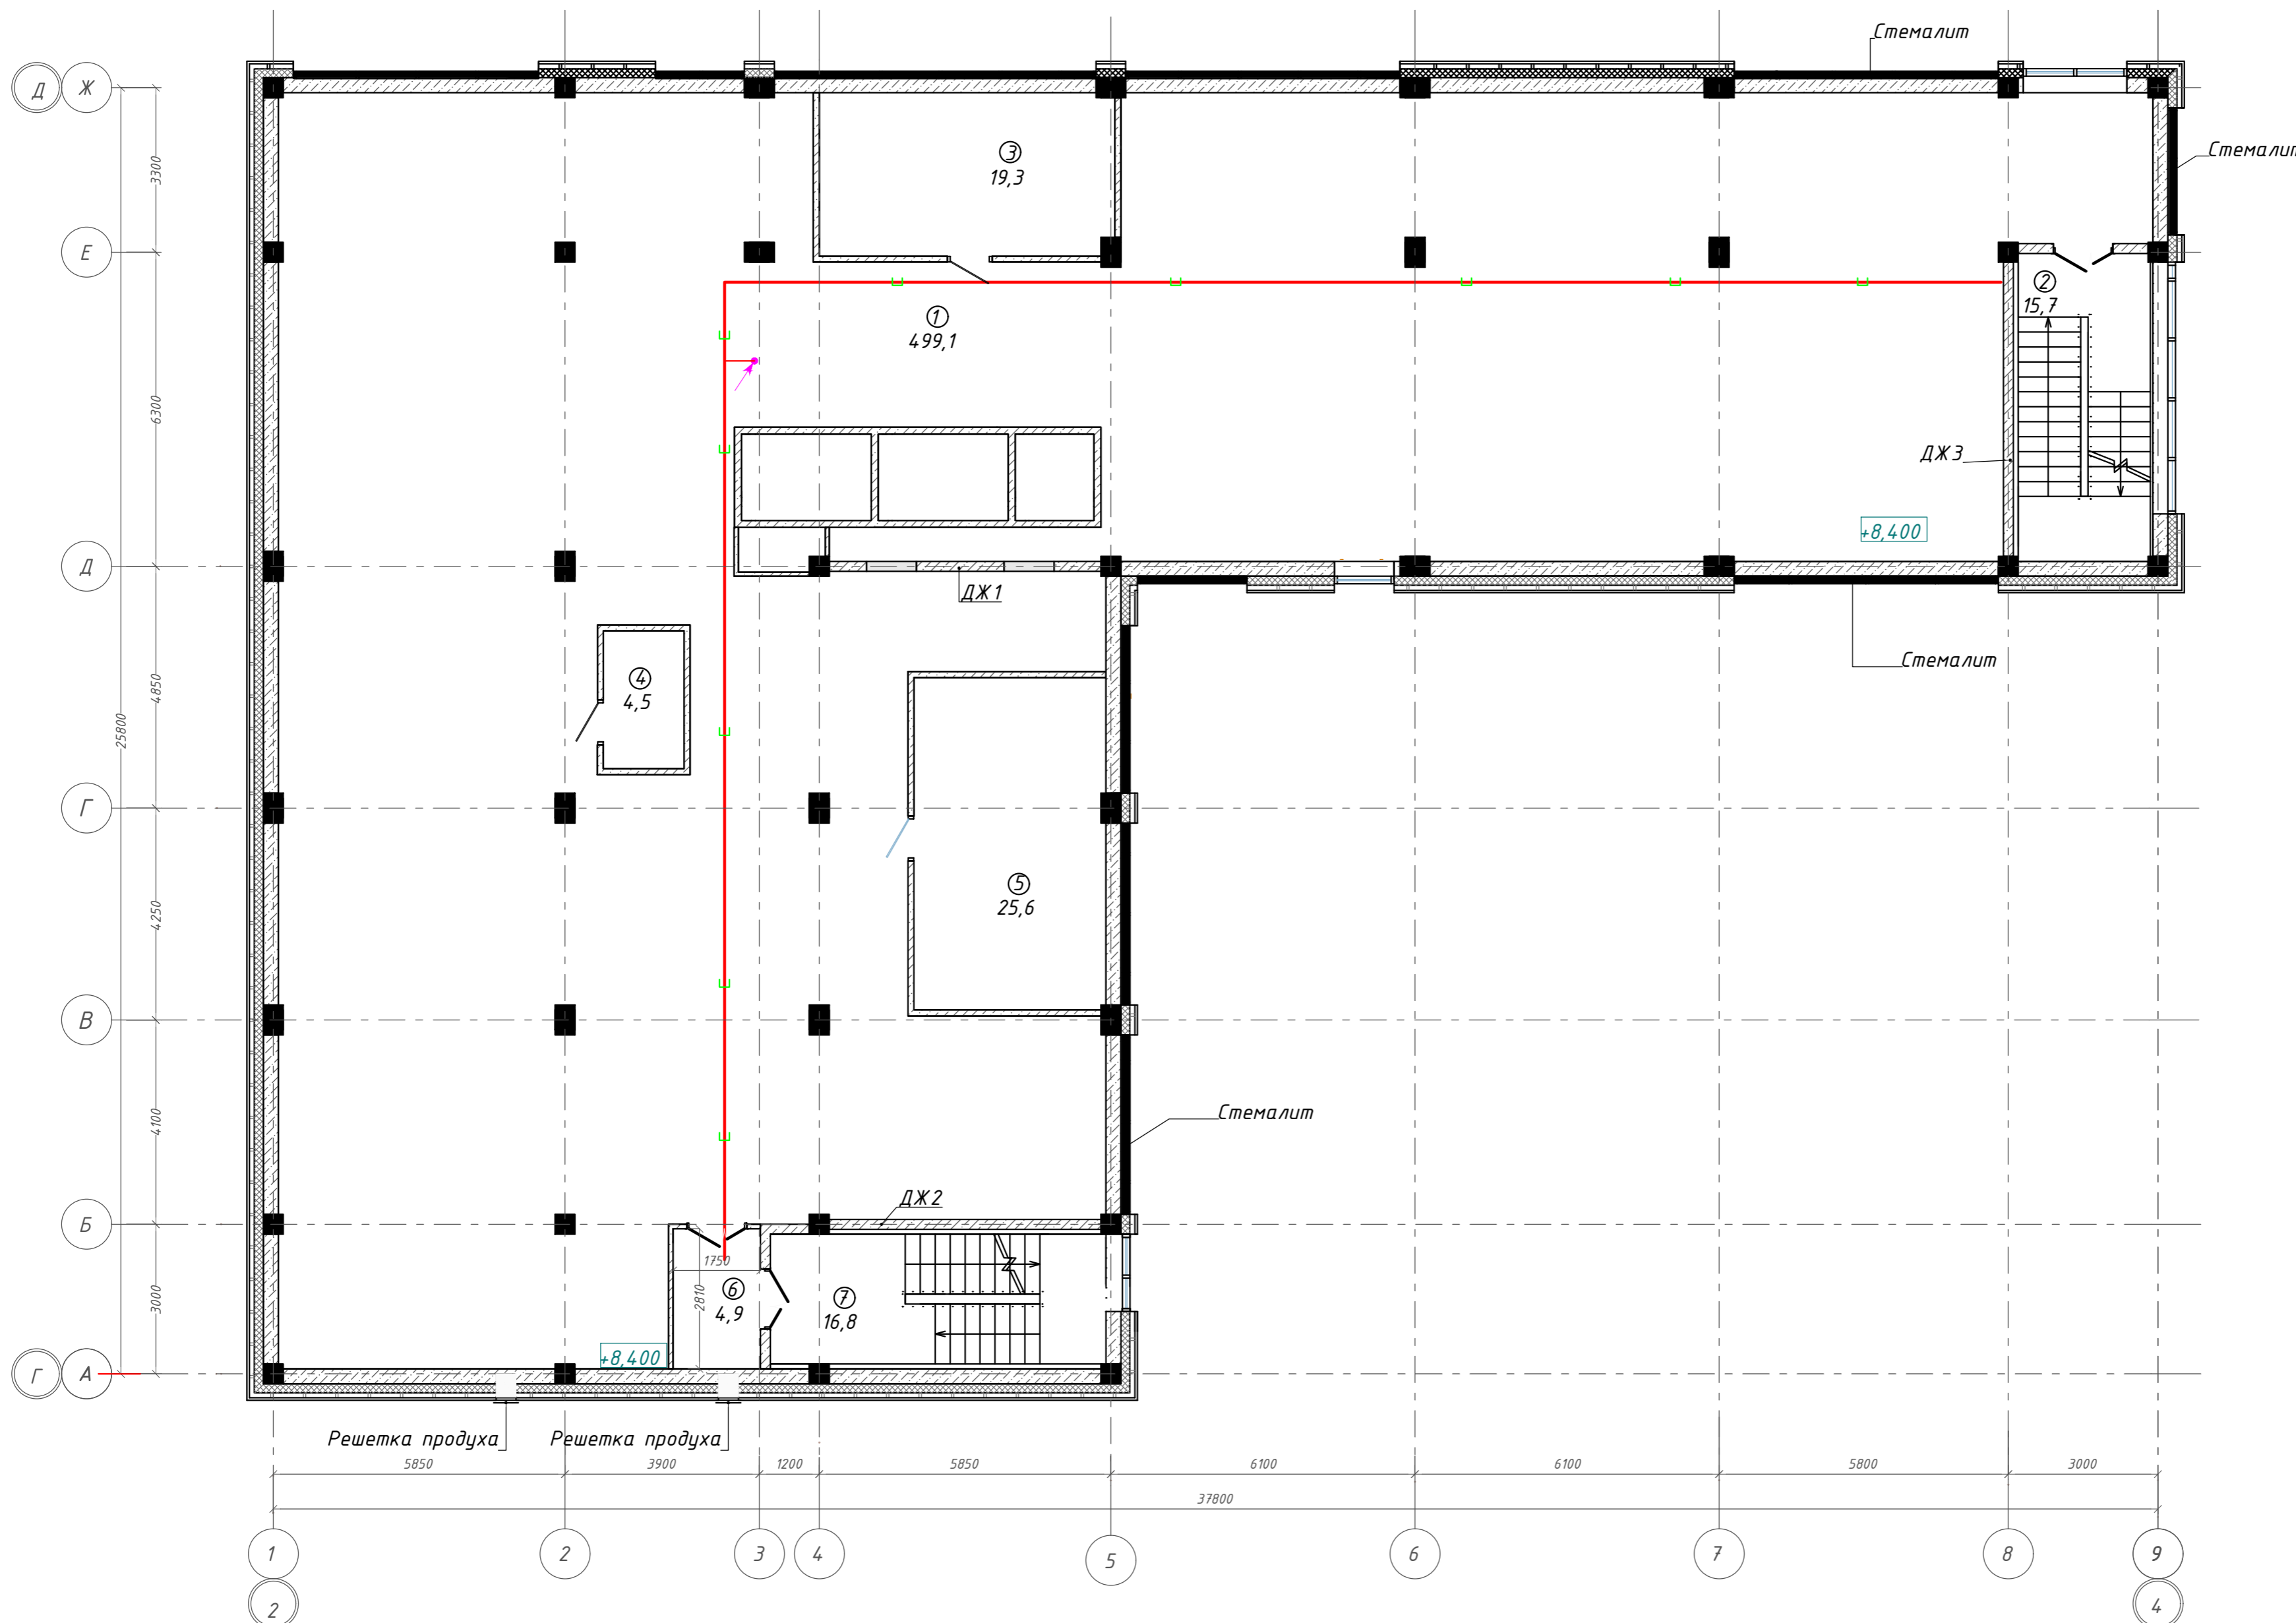 Стемалит
Д
Ж
3
19,3
Стемалит
3300
Е
2
15,7
1
499,1
6300
ДЖ3
+8,400
Д
ДЖ1
Стемалит
4
4,5
4850
25800
Г
5
25,6
4250
В
Стемалит
4100
ДЖ2
Б
1750
6
4,9
2810
7
16,8
3000
+8,400
Г
А
Решетка продуха
Решетка продуха
5850
3900
1200
5850
6100
6100
5800
3000
37800
1
2
3
4
5
6
7
8
9
2
4